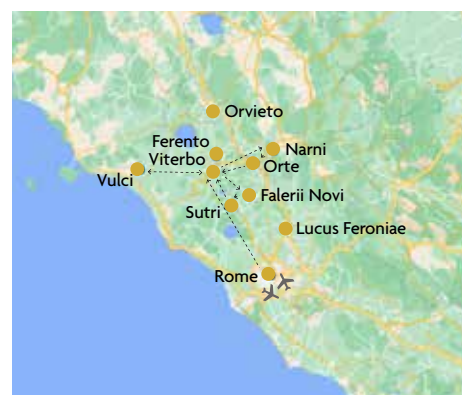 Orvieto
Ferento
Narni
Viterbo
Orte
Vulci
Falerii Novi
Sutri
Lucus Feroniae
Rome